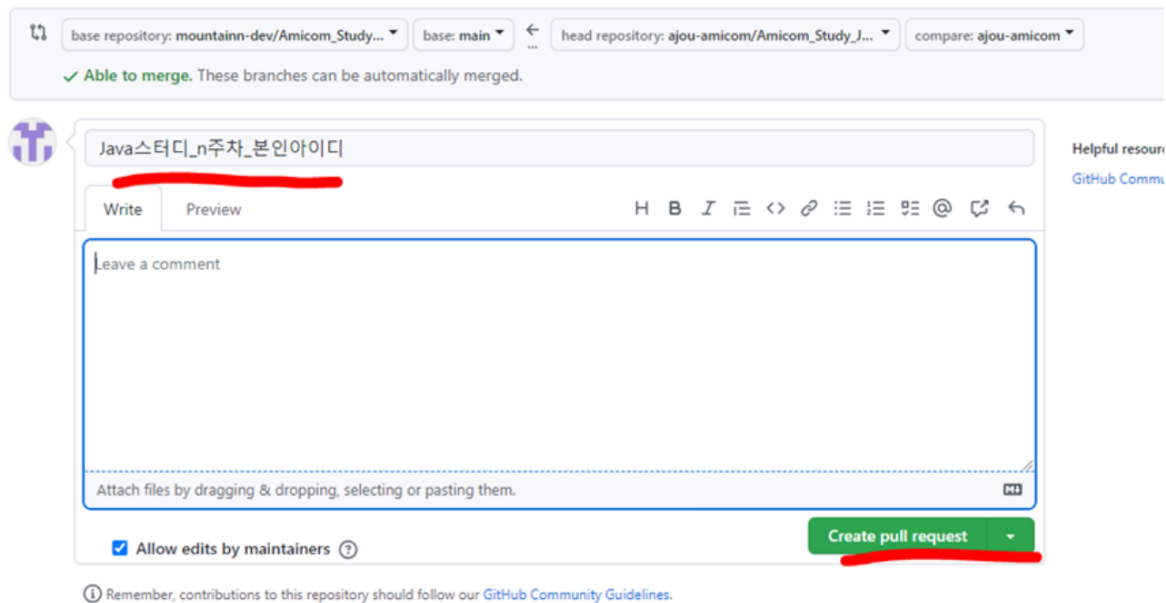 base repository: mountainn-dev/Amicom_Study... base: main head repository: ajou-amicom/Amicom_Study_J... compare: ajou-amicom
Able to merge. These branches can be automatically merged.
Java스터디_n주차_본인아이디
Helpful resour
GitHub Commu
Write Preview
Leave a comment
Attach files by dragging & dropping, selecting or pasting them.
Allow edits by maintainers
Create pull request
Remember, contributions to this repository should follow our GitHub Community Guidelines.